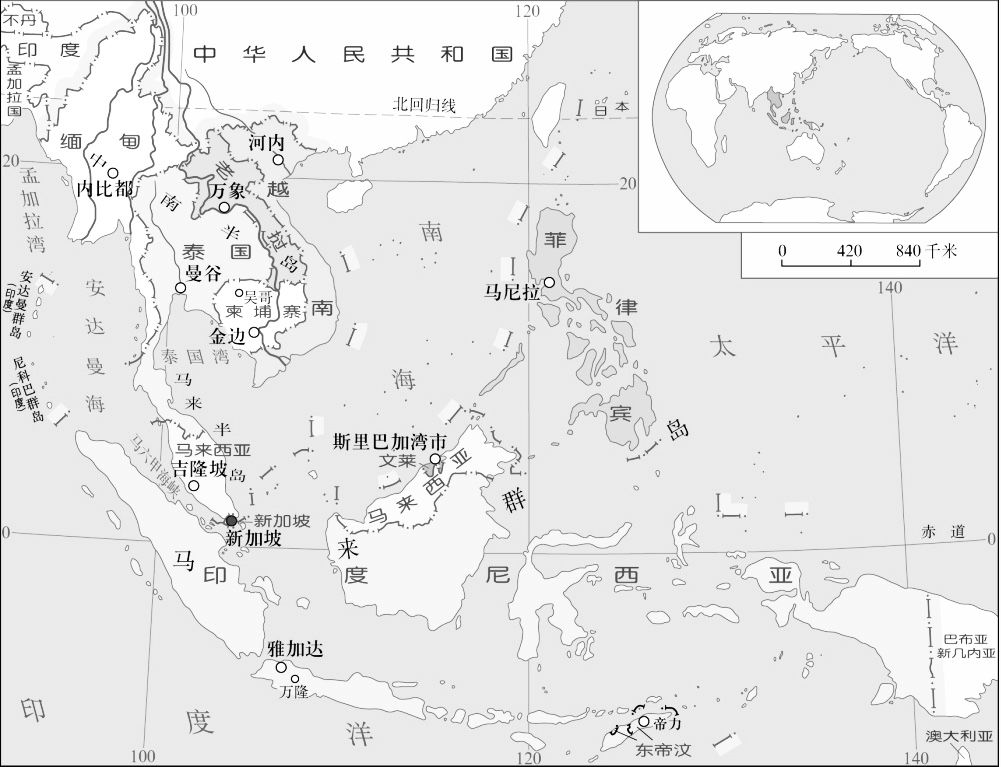 100
120
不丹
印度
孟加拉国
中华人民共和国
北回归线
日本
缅甸
中
20
内比都
河内
老
越
20
万象
南
孟加拉湾
南
半
挝
岛
菲
泰国
0 420 840 千米
曼谷
安达曼群岛
(印度)
安达曼海
吴哥
柬埔寨
南
马尼拉
律
140
金边
泰国湾
太平洋
尼科巴群岛
(印度)
马来半岛
海
宾
岛
马六甲海峡
马来西亚
吉隆坡
斯里巴加湾市
文莱
马来西亚
群
新加坡
新加坡
0
赤道
0
马
来
印度尼西亚
巴布亚
新几内亚
雅加达
万隆
印度洋
帝力
东帝汶
澳大利亚
100
120
140